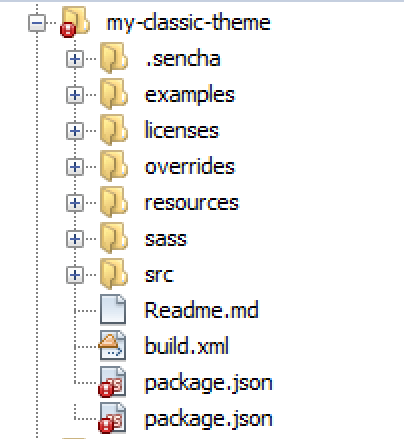 my-classic-theme
.sencha
examples
licenses
overrides
resources
sass
src
Readme.md
build.xml
package.json
package.json